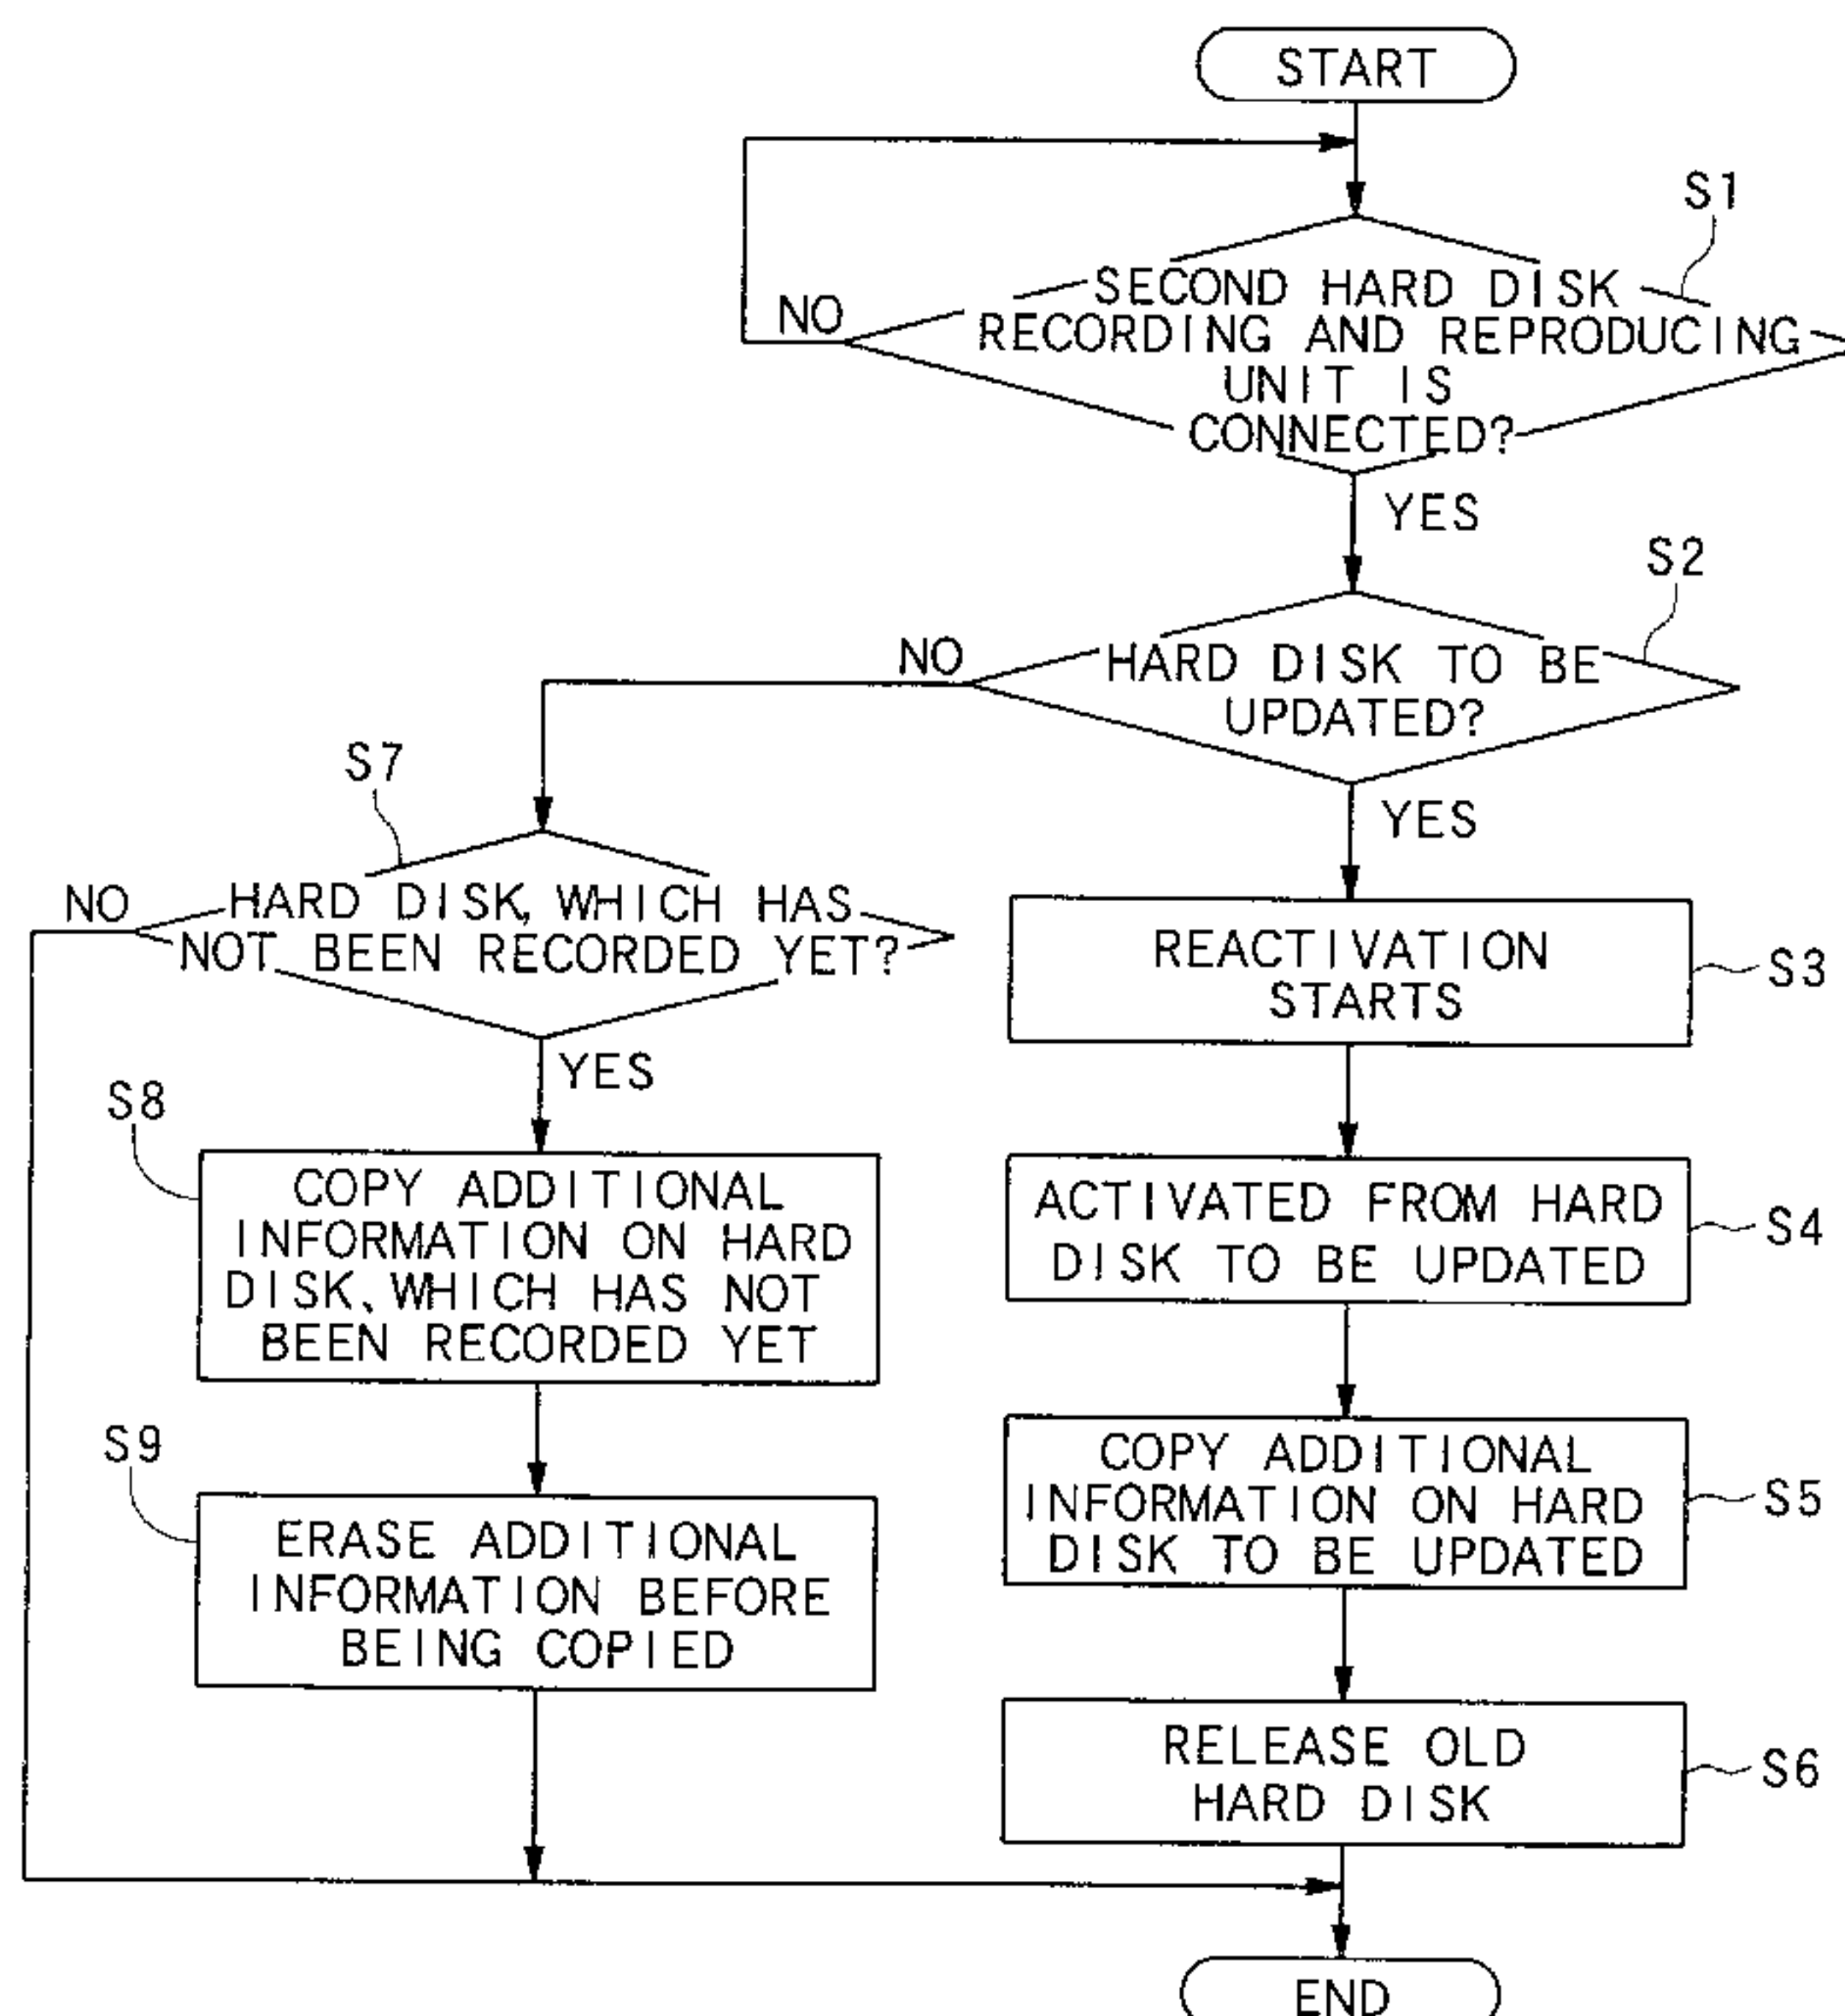 START
S1
SECOND HARD DISK
RECORDING AND REPRODUCING
UNIT IS
CONNECTED?
NO
YES
S2
HARD DISK TO BE
UPDATED?
NO
YES
S7
HARD DISK, WHICH HAS
NOT BEEN RECORDED YET?
NO
YES
REACTIVATION
STARTS
S3
S8
COPY ADDITIONAL
INFORMATION ON HARD
DISK, WHICH HAS NOT
BEEN RECORDED YET
ACTIVATED FROM HARD
DISK TO BE UPDATED
S4
S9
ERASE ADDITIONAL
INFORMATION BEFORE
BEING COPIED
COPY ADDITIONAL
INFORMATION ON HARD
DISK TO BE UPDATED
S5
RELEASE OLD
HARD DISK
S6
END